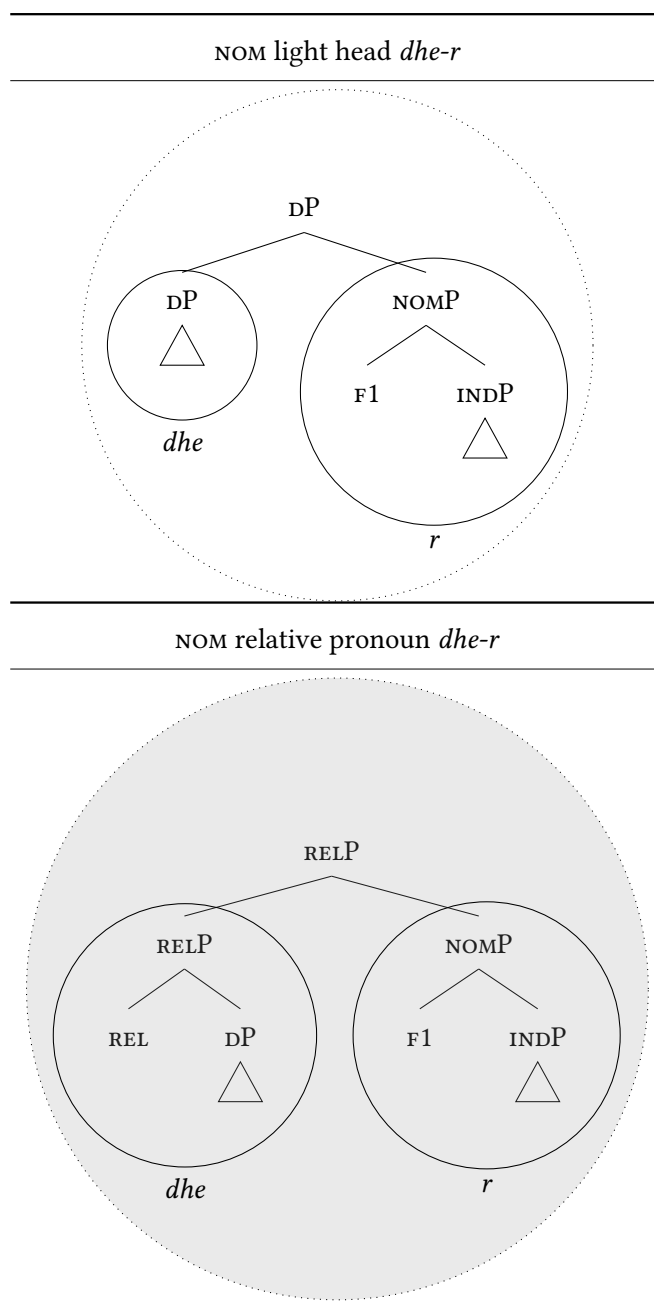 NOM light head dhe-r
DP
DP NOMP
F1 INDP
dhe
r
NOM relative pronoun dhe-r
RELP
RELP NOMP
REL DP F1 INDP
dhe r